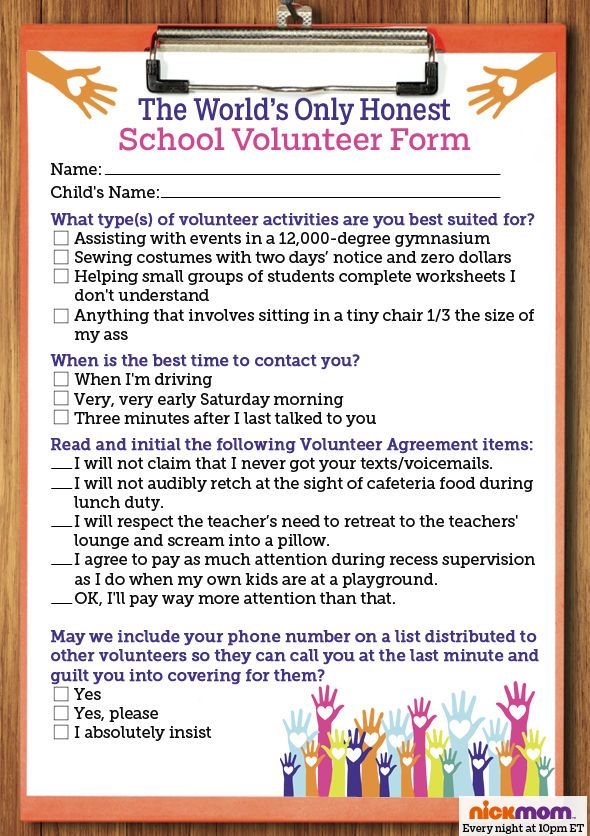 The World's Only Honest
School Volunteer Form
Name:
Child's Name:
What type(s) of volunteer activities are you best suited for?
Assisting with events in a 12,000-degree gymnasium
Sewing costumes with two days' notice and zero dollars
Helping small groups of students complete worksheets I
don't understand
Anything that involves sitting in a tiny chair 1/3 the size of
my ass
When is the best time to contact you?
When I'm driving
Very, very early Saturday morning
Three minutes after I last talked to you
Read and initial the following Volunteer Agreement items:
I will not claim that I never got your texts/voicemails.
I will not audibly retch at the sight of cafeteria food during
lunch duty.
I will respect the teacher's need to retreat to the teachers'
lounge and scream into a pillow.
I agree to pay as much attention during recess supervision
as I do when my own kids are at a playground.
OK, I'll pay way more attention than that.
May we include your phone number on a list distributed to
other volunteers so they can call you at the last minute and
guilt you into covering for them?
Yes
Yes, please
I absolutely insist
nickmom
Every night at 10pm ET